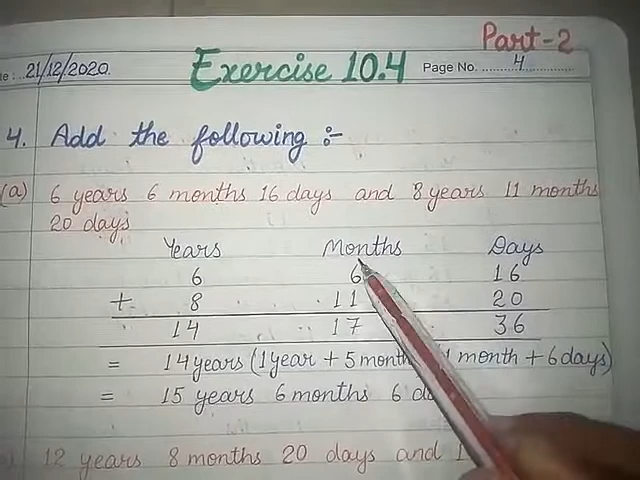 Part-2
te: 21/12/2020. Exercise 10.4 Page No. 4
4. Add the following :-
(a) 6 years 6 months 16 days and 8 years 11 months
20 days
Years Months Days
6 6 16
+ 8 11 20
14 17 36
= 14 years (1 year + 5 month 1 month + 6 days)
= 15 years 6 months 6 da
12 years 8 months 20 days and 1